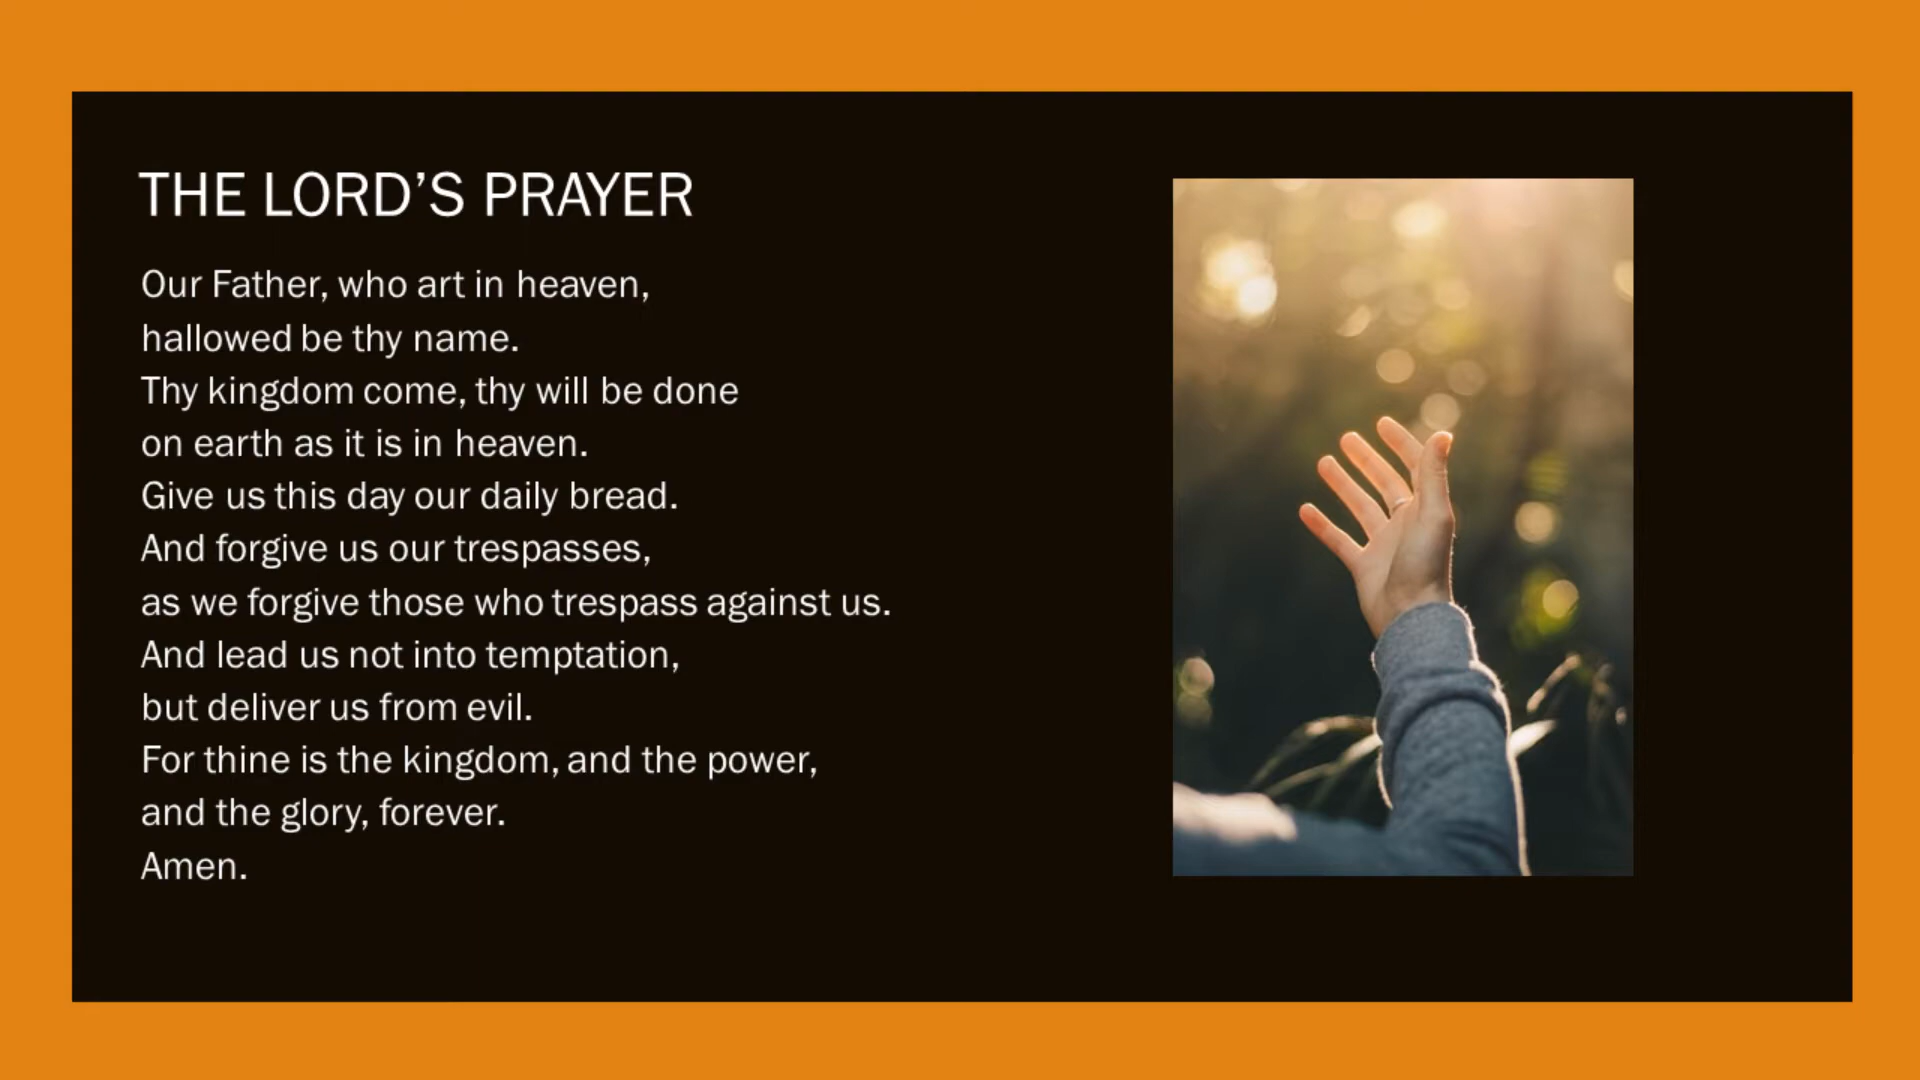 THE LORD’S PRAYER
Our Father, who art in heaven,
hallowed be thy name.
Thy kingdom come, thy will be done
on earth as it is in heaven.
Give us this day our daily bread.
And forgive us our trespasses,
as we forgive those who trespass against us.
And lead us not into temptation,
but deliver us from evil.
For thine is the kingdom, and the power,
and the glory, forever.
Amen.